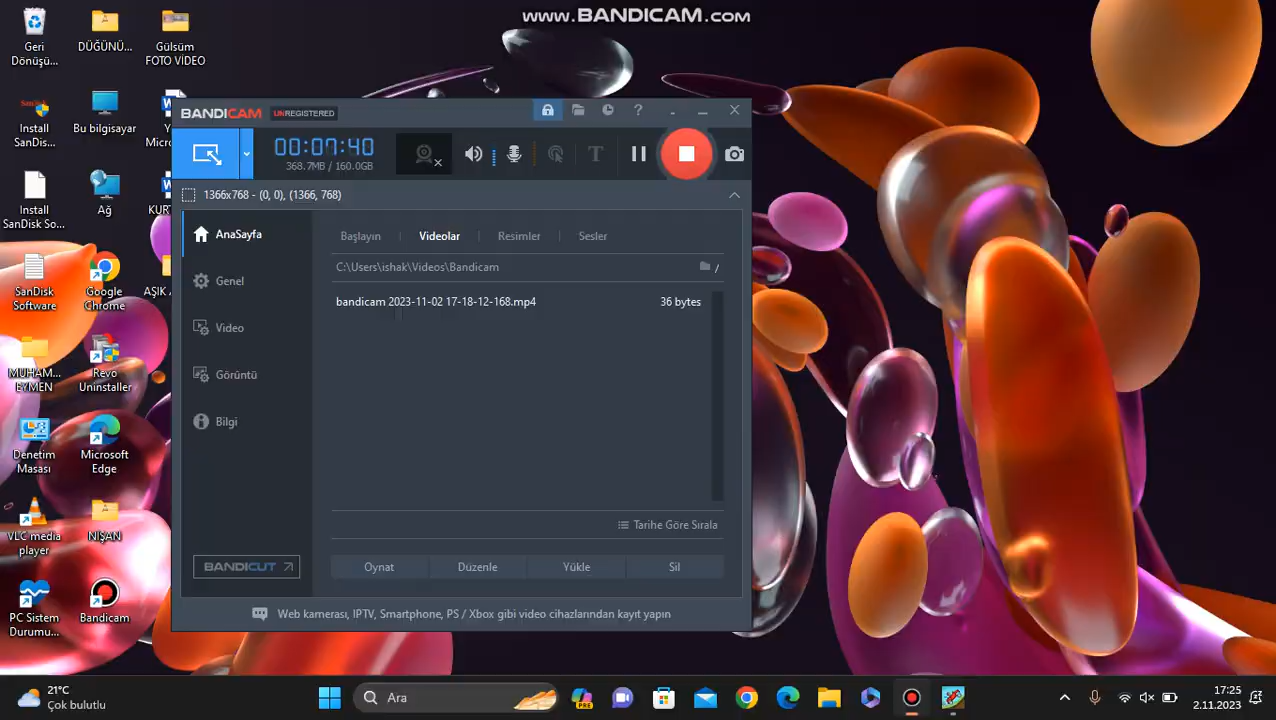 www.BANDICAM.com
Geri
Dönüşü...
DÜĞÜNÜ...
Gülsüm
FOTO VİDEO
Install
SanDisk...
Bu bilgisayar
Install
SanDisk So...
Ağ
SanDisk
Software
Google
Chrome
AŞIK
MUHAM...
EYMEN
Revo
Uninstaller
Denetim
Masası
Microsoft
Edge
VLC media
player
NİŞAN
PC Sistem
Durumu...
Bandicam
BANDICAM UNREGISTERED
00:07:40
368.7MB / 160.0GB
1366x768 - (0, 0), (1366, 768)
AnaSayfa
Genel
Video
Görüntü
Bilgi
BANDICUT
Başlayın
Videolar
Resimler
Sesler
C:\Users\ishak\Videos\Bandicam
bandicam 2023-11-02 17-18-12-168.mp4 36 bytes
Tarihe Göre Sırala
Oynat
Düzenle
Yükle
Sil
Web kamerası, IPTV, Smartphone, PS / Xbox gibi video cihazlarından kayıt yapın
21°C
Çok bulutlu
Ara
PRE
17:25
2.11.2023